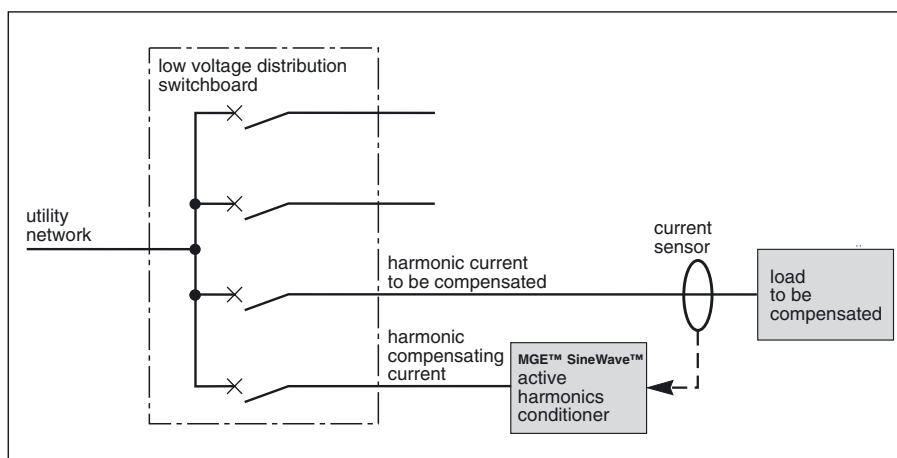 low voltage distribution
switchboard
utility
network
current
sensor
harmonic current
to be compensated
load
to be
compensated
harmonic
compensating
current
MGE™ SineWave™
active
harmonics
conditioner